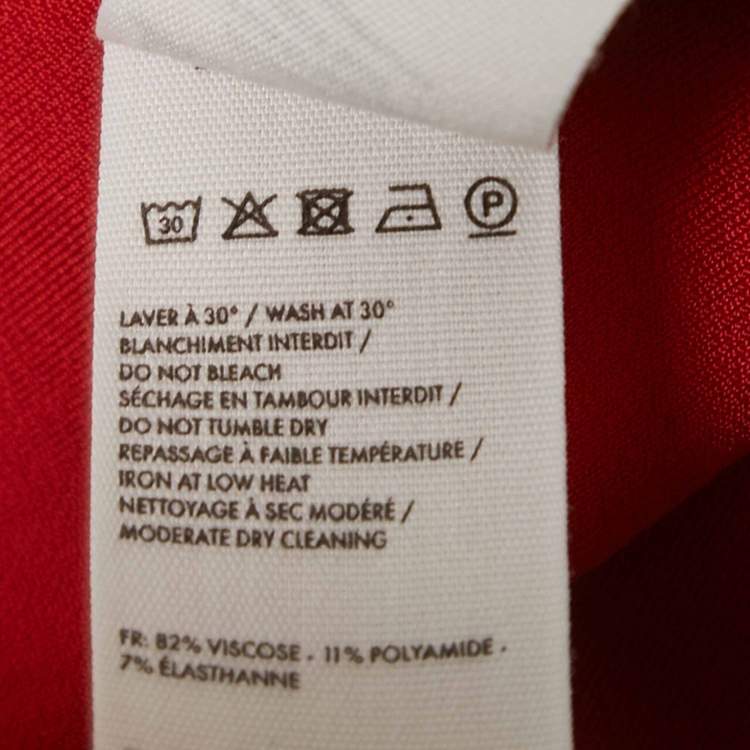 30 P
LAVER À 30° / WASH AT 30°
BLANCHIMENT INTERDIT /
DO NOT BLEACH
SÉCHAGE EN TAMBOUR INTERDIT /
DO NOT TUMBLE DRY
REPASSAGE À FAIBLE TEMPÉRATURE /
IRON AT LOW HEAT
NETTOYAGE À SEC MODÉRÉ /
MODERATE DRY CLEANING
FR: 82% VISCOSE - 11% POLYAMIDE -
7% ÉLASTHANNE